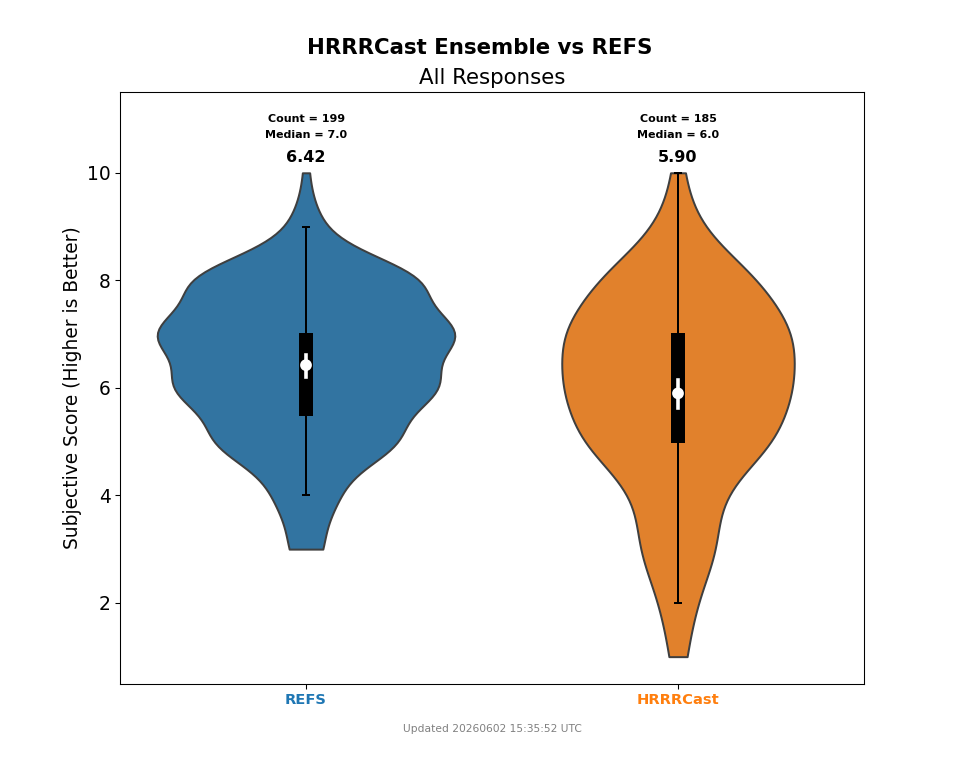 HRRRCast Ensemble vs REFS
All Responses
Count = 199
Median = 7.0
6.42
Count = 185
Median = 6.0
5.90
Subjective Score (Higher is Better)
10
8
6
4
2
REFS
HRRRCast
Updated 20260602 15:35:52 UTC